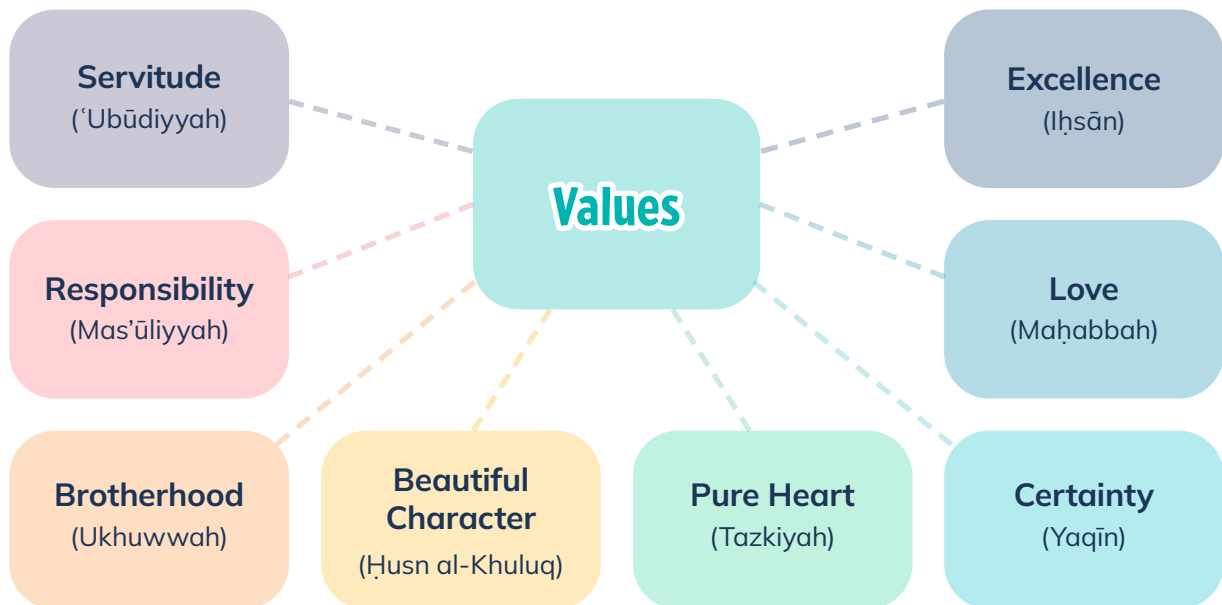 Servitude
(ʿUbūdiyyah)
Excellence
(Iḥsān)
Values
Responsibility
(Mas’ūliyyah)
Love
(Maḥabbah)
Brotherhood
(Ukhuwwah)
Beautiful
Character
(Ḥusn al-Khuluq)
Pure Heart
(Tazkiyah)
Certainty
(Yaqīn)